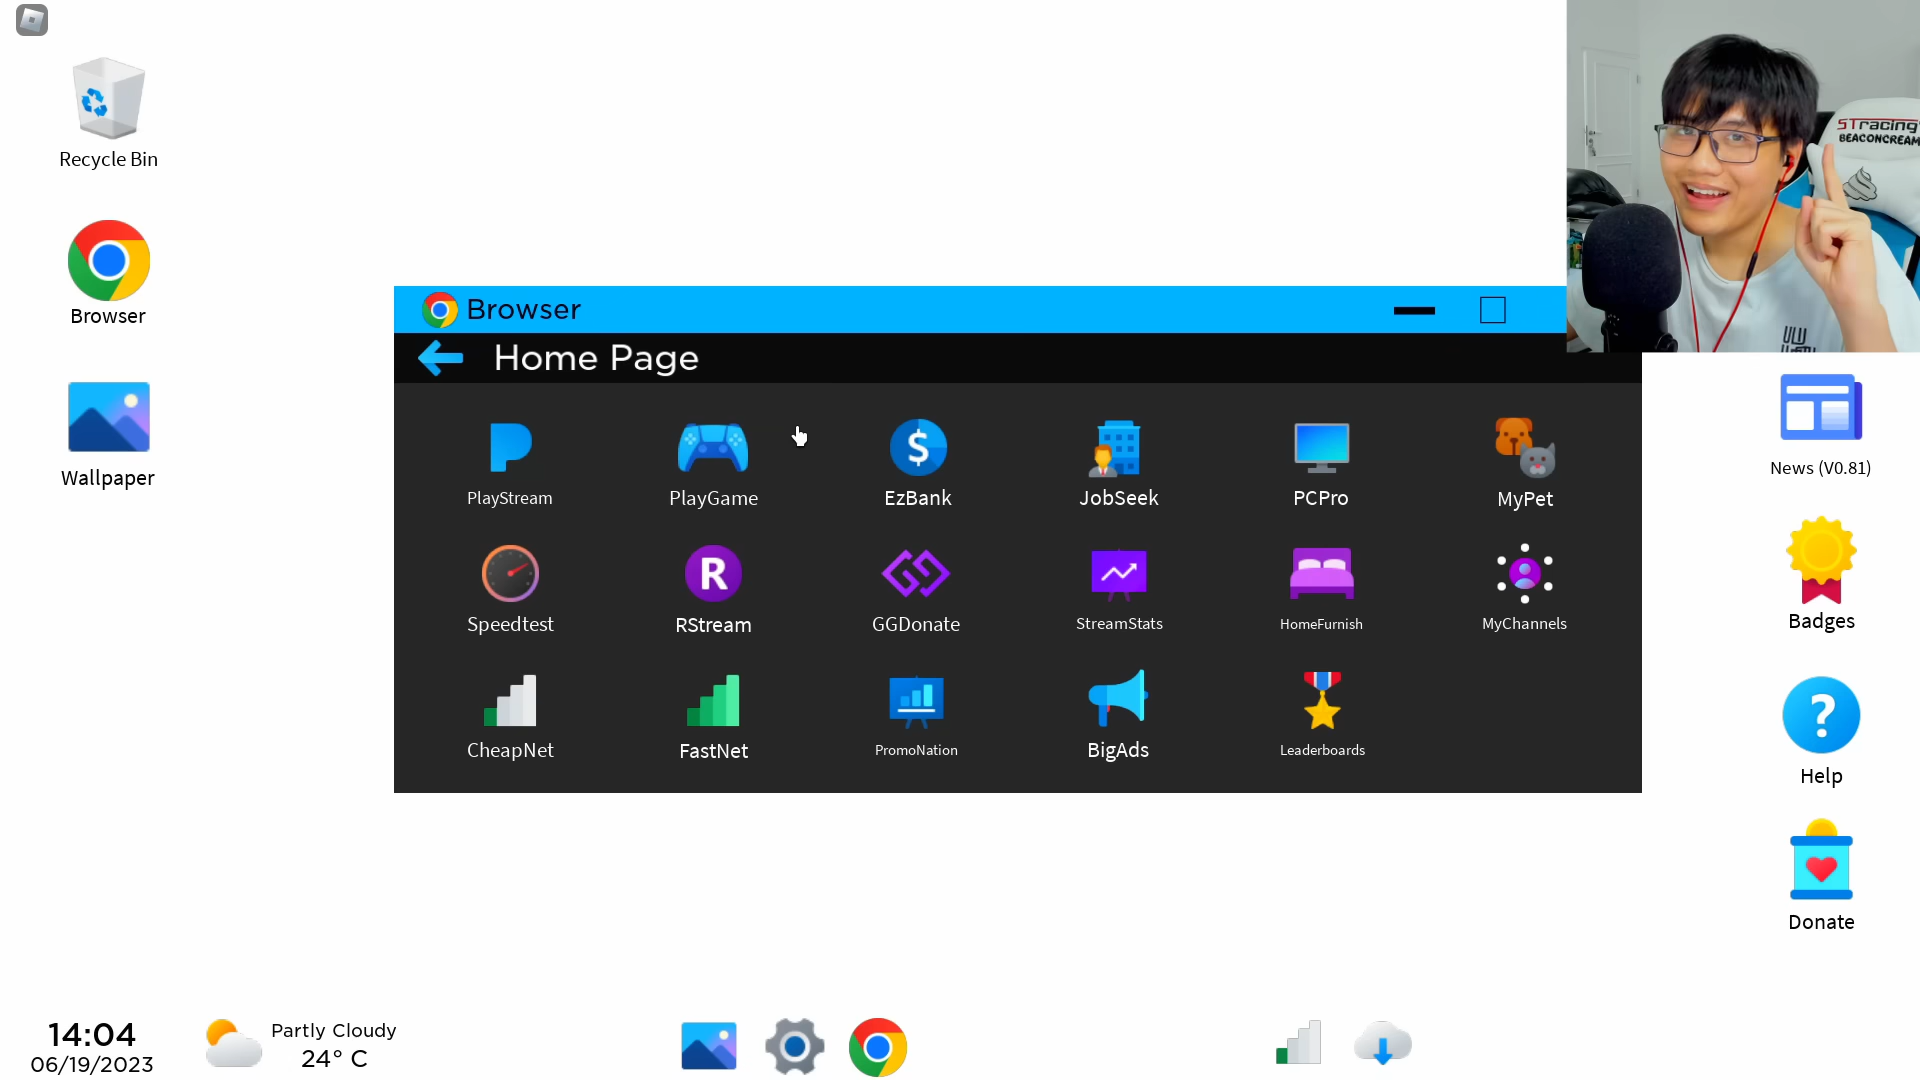 Recycle Bin
Browser
Wallpaper
Browser
Home Page
PlayStream
PlayGame
$
EzBank
JobSeek
PCPro
MyPet
Speedtest
R
RStream
GGDonate
StreamStats
HomeFurnish
MyChannels
CheapNet
FastNet
PromoNation
BigAds
Leaderboards
STracing
BEACONCREAM
News (V0.81)
Badges
?
Help
Donate
14:04
06/19/2023
Partly Cloudy
24° C